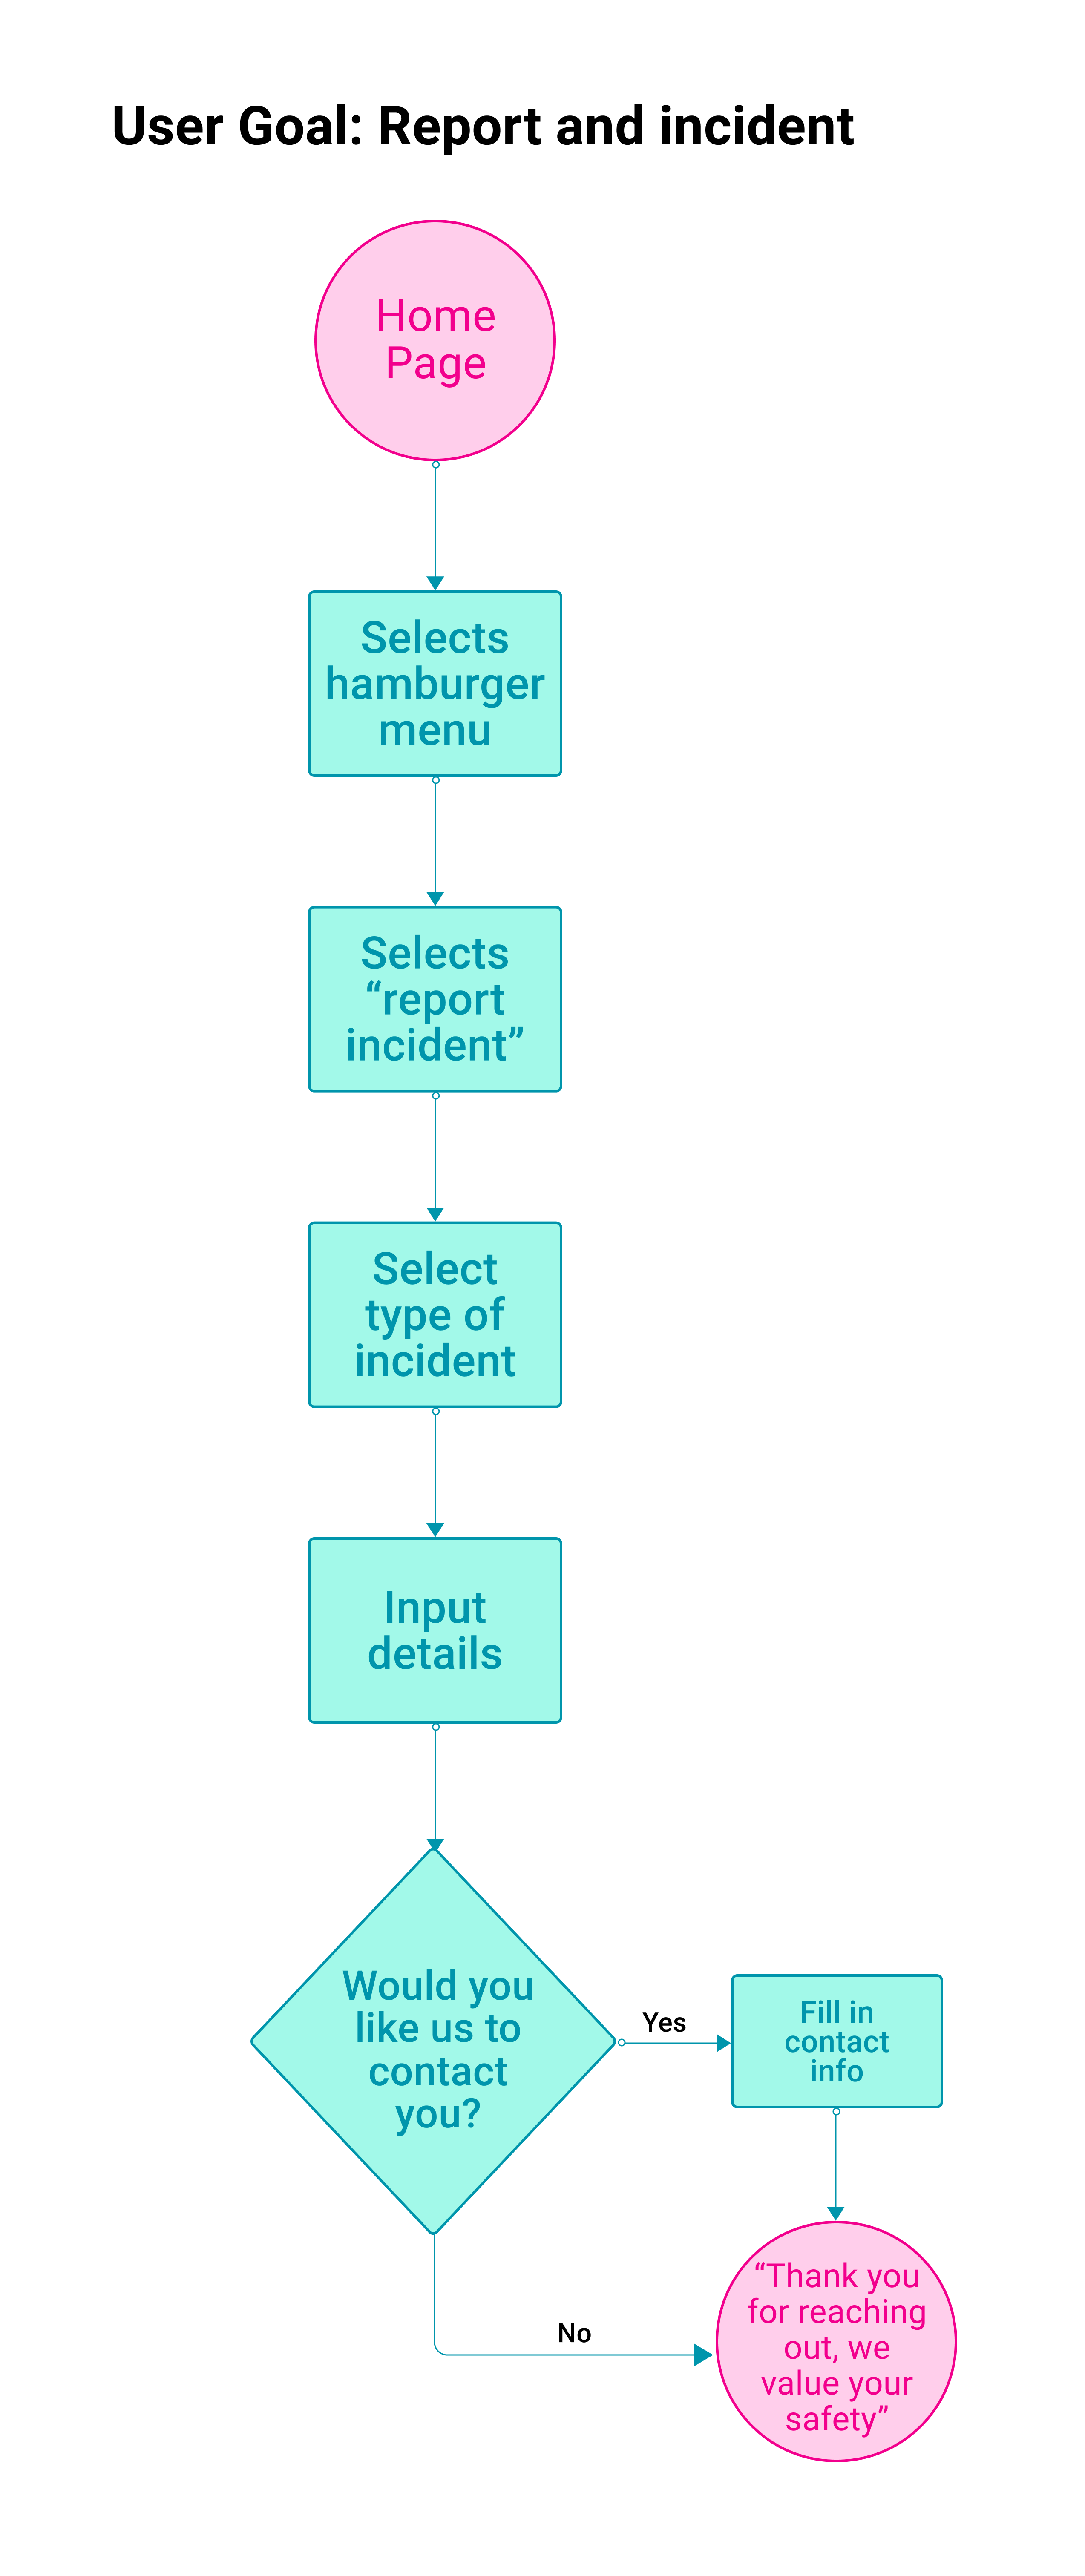 User Goal: Report and incident
Home
Page
Selects
hamburger
menu
Selects
“report
incident”
Select
type of
incident
Input
details
Would you
like us to
contact
you?
Yes
Fill in
contact
info
No
“Thank you
for reaching
out, we
value your
safety”